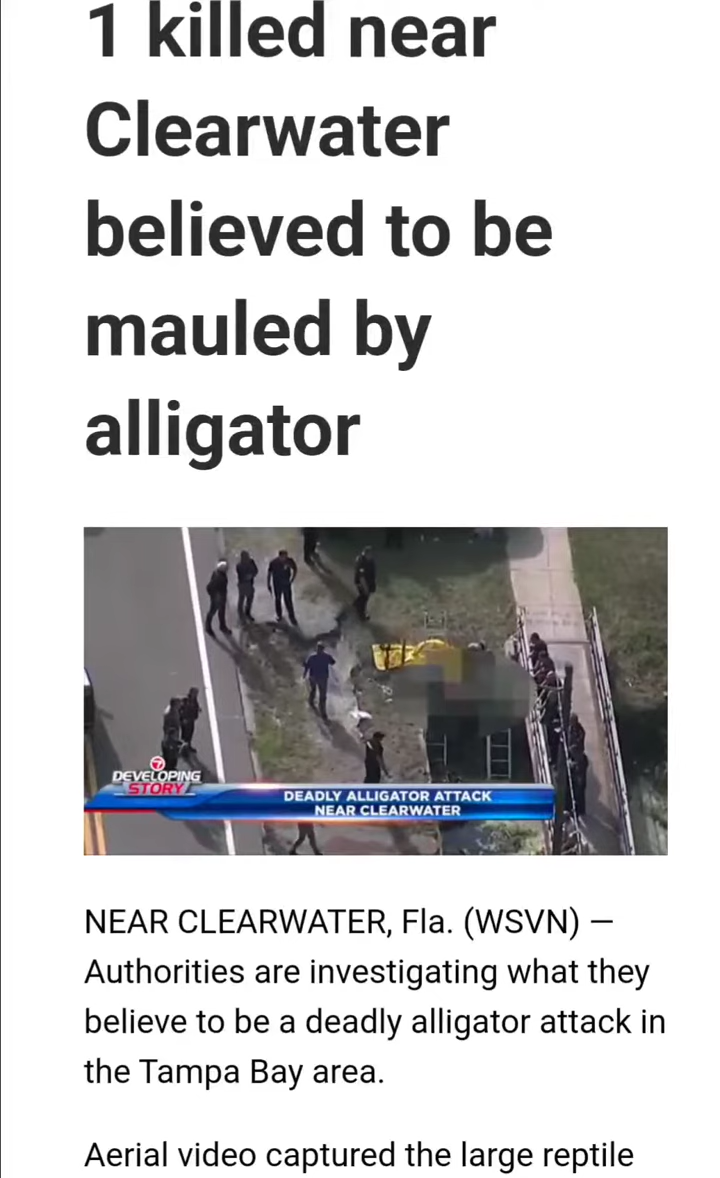 1 killed near
Clearwater
believed to be
mauled by
alligator
7
DEVELOPING
STORY
DEADLY ALLIGATOR ATTACK
NEAR CLEARWATER
NEAR CLEARWATER, Fla. (WSVN) —
Authorities are investigating what they
believe to be a deadly alligator attack in
the Tampa Bay area.
Aerial video captured the large reptile